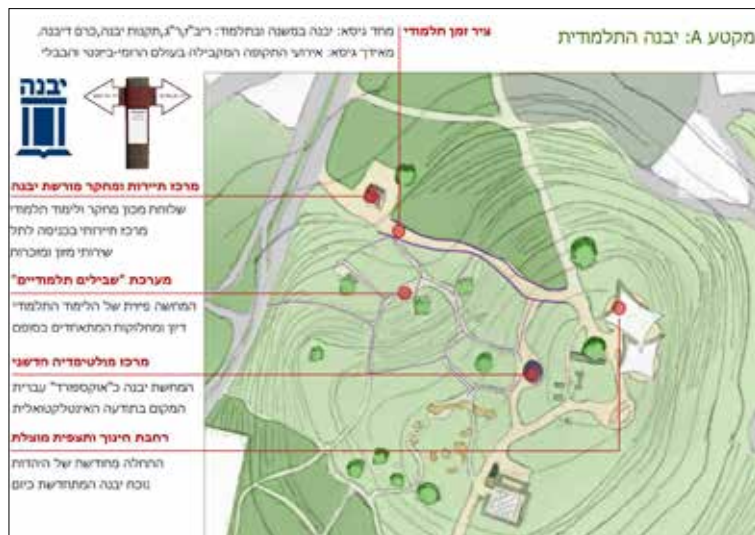 מקטע A: יבנה התלמודית
ציר זמן תלמודי
מחד גיסא: יבנה במשנה ובתלמוד: ריב"ז,ר"ג,תקנות יבנה,כרם דיבנה.
מאידך גיסא: אירועי התקופה המקבילה בעולם הרומי-ביזנטי והבבלי
יבנה
מרכז תיירות ומחקר מורשת יבנה
שלוחת מכון מחקר ולימוד תלמודי
מרכז תיירותי בכניסה לתל
שירותי מזון ומזכרות
מערכת "שבילים תלמודיים"
המחשה פיזית של הלימוד התלמודי
דיון ומחלוקות המתאחדים בסופם
מרכז מולטימדיה חדשני
המחשת יבנה כ"אוקספורד" עברית
המקום בתודעה האינטלקטואלית
רחבת חינוך ותצפית מוצלת
התחלה מחודשת של היהדות
נוכח יבנה המתחדשת כיום